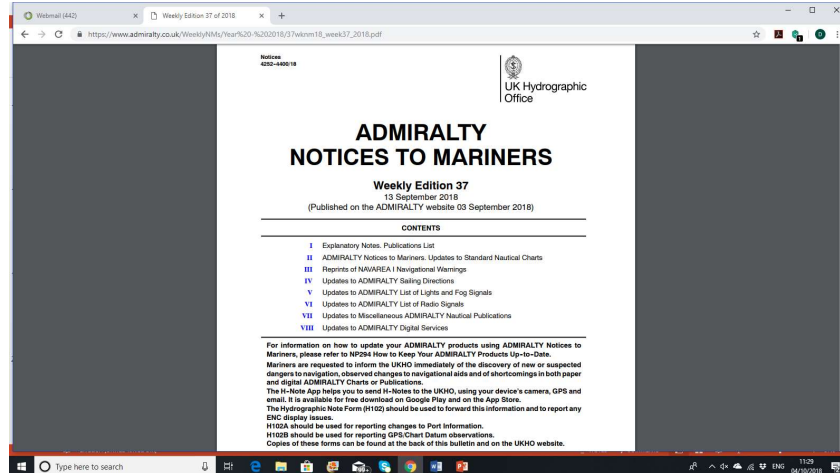 Webmail (442)
Weekly Edition 37 of 2018
https://www.admiralty.co.uk/WeeklyNMs/Year%20-%202018/37wknm18_week37_2018.pdf
Notices
4252–4400/18
UK Hydrographic
Office
ADMIRALTY
NOTICES TO MARINERS
Weekly Edition 37
13 September 2018
(Published on the ADMIRALTY website 03 September 2018)
CONTENTS
I Explanatory Notes. Publications List
II ADMIRALTY Notices to Mariners. Updates to Standard Nautical Charts
III Reprints of NAVAREA I Navigational Warnings
IV Updates to ADMIRALTY Sailing Directions
V Updates to ADMIRALTY List of Lights and Fog Signals
VI Updates to ADMIRALTY List of Radio Signals
VII Updates to Miscellaneous ADMIRALTY Nautical Publications
VIII Updates to ADMIRALTY Digital Services
For information on how to update your ADMIRALTY products using ADMIRALTY Notices to
Mariners, please refer to NP294 How to Keep Your ADMIRALTY Products Up-to-Date.
Mariners are requested to inform the UKHO immediately of the discovery of new or suspected
dangers to navigation, observed changes to navigational aids and of shortcomings in both paper
and digital ADMIRALTY Charts or Publications.
The H-Note App helps you to send H-Notes to the UKHO, using your device's camera, GPS and
email. It is available for free download on Google Play and on the App Store.
The Hydrographic Note Form (H102) should be used to forward this information and to report any
ENC display issues.
H102A should be used for reporting changes to Port Information.
H102B should be used for reporting GPS/Chart Datum observations.
Copies of these forms can be found at the back of this bulletin and on the UKHO website.
Type here to search
ENG
11:29
04/10/2018